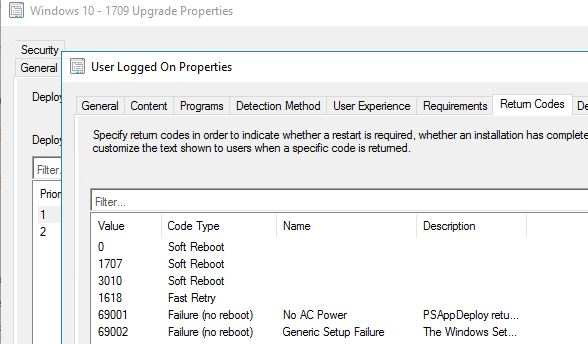 Windows 10 - 1709 Upgrade Properties
Security
General
User Logged On Properties
Deploy
General Content Programs Detection Method User Experience Requirements Return Codes De
Specify return codes in order to indicate whether a restart is required, whether an installation has complete
customize the text shown to users when a specific code is returned.
Deploy
Filter...
Filter...
Prior
Value Code Type Name Description
1
0 Soft Reboot
2
1707 Soft Reboot
3010 Soft Reboot
1618 Fast Retry
69001 Failure (no reboot) No AC Power PSAppDeploy retu...
69002 Failure (no reboot) Generic Setup Failure The Windows Set...